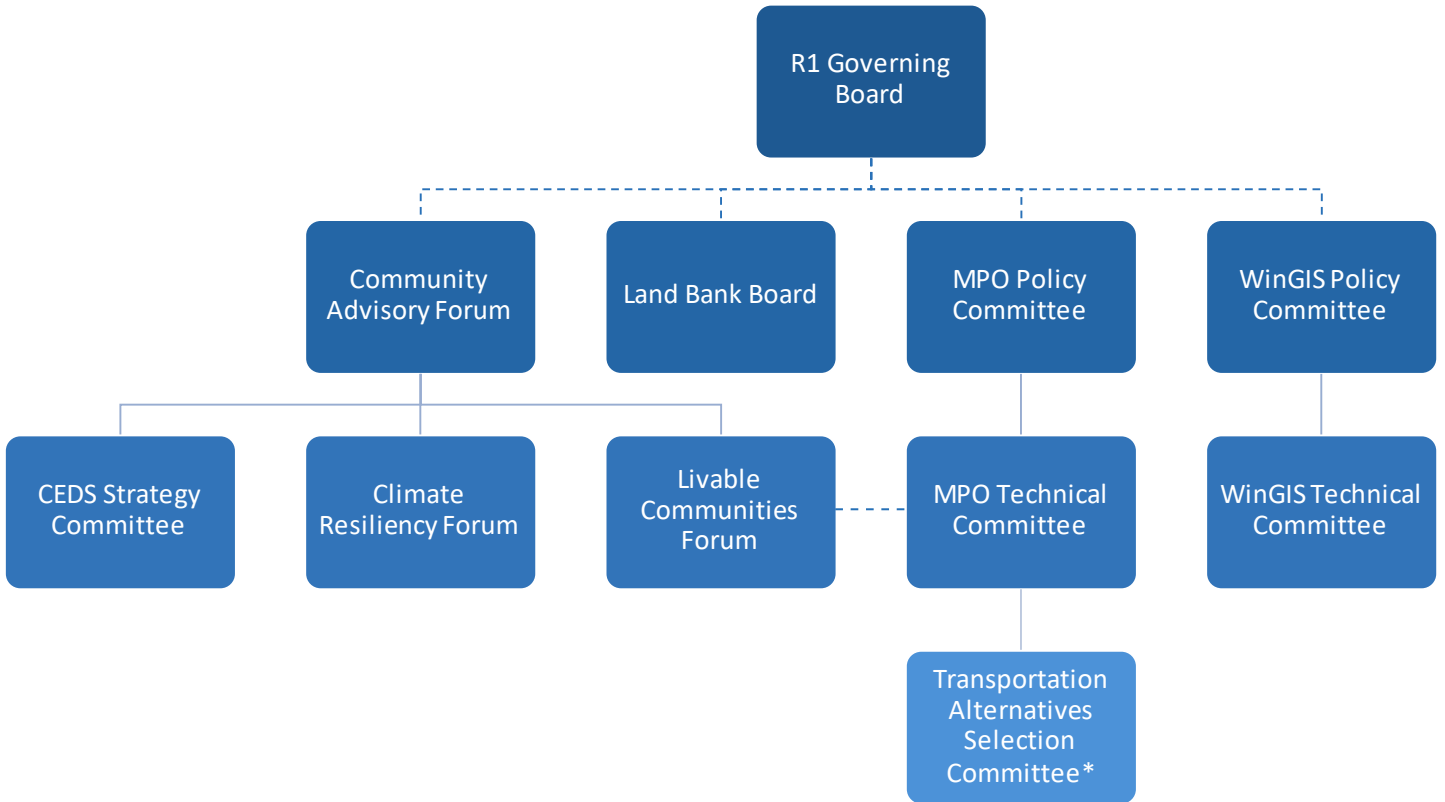 R1 Governing
Board
Community
Advisory Forum
Land Bank Board
MPO Policy
Committee
WinGIS Policy
Committee
CEDS Strategy
Committee
Climate
Resiliency Forum
Livable
Communities
Forum
MPO Technical
Committee
WinGIS Technical
Committee
Transportation
Alternatives
Selection
Committee*